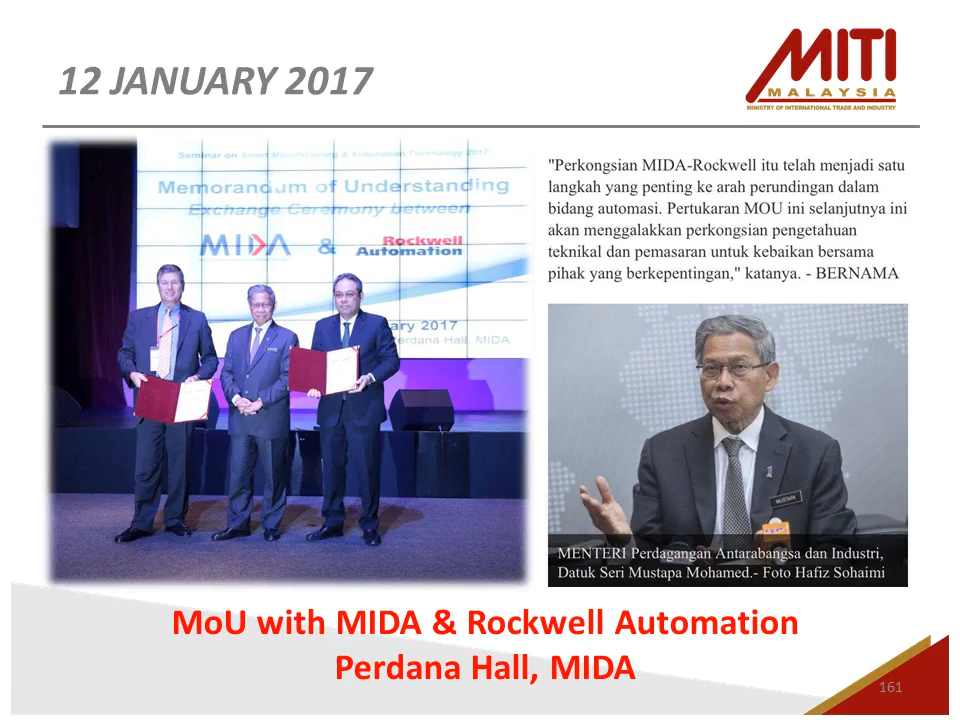 12 JANUARY 2017
MITI
MALAYSIA
MINISTRY OF INTERNATIONAL TRADE AND INDUSTRY
Seminar on Smart Manufacturing & Automation Technology 2017
Memorandum of Understanding
Exchange Ceremony between
MIDA & Rockwell
Automation
ary 2017
Perdana Hall, MIDA
"Perkongsian MIDA-Rockwell itu telah menjadi satu
langkah yang penting ke arah perundingan dalam
bidang automasi. Pertukaran MOU ini selanjutnya ini
akan menggalakkan perkongsian pengetahuan
teknikal dan pemasaran untuk kebaikan bersama
pihak yang berkepentingan," katanya. - BERNAMA
MUSTAPA
MENTERI Perdagangan Antarabangsa dan Industri,
Datuk Seri Mustapa Mohamed.- Foto Hafiz Sohaimi
MoU with MIDA & Rockwell Automation
Perdana Hall, MIDA
161